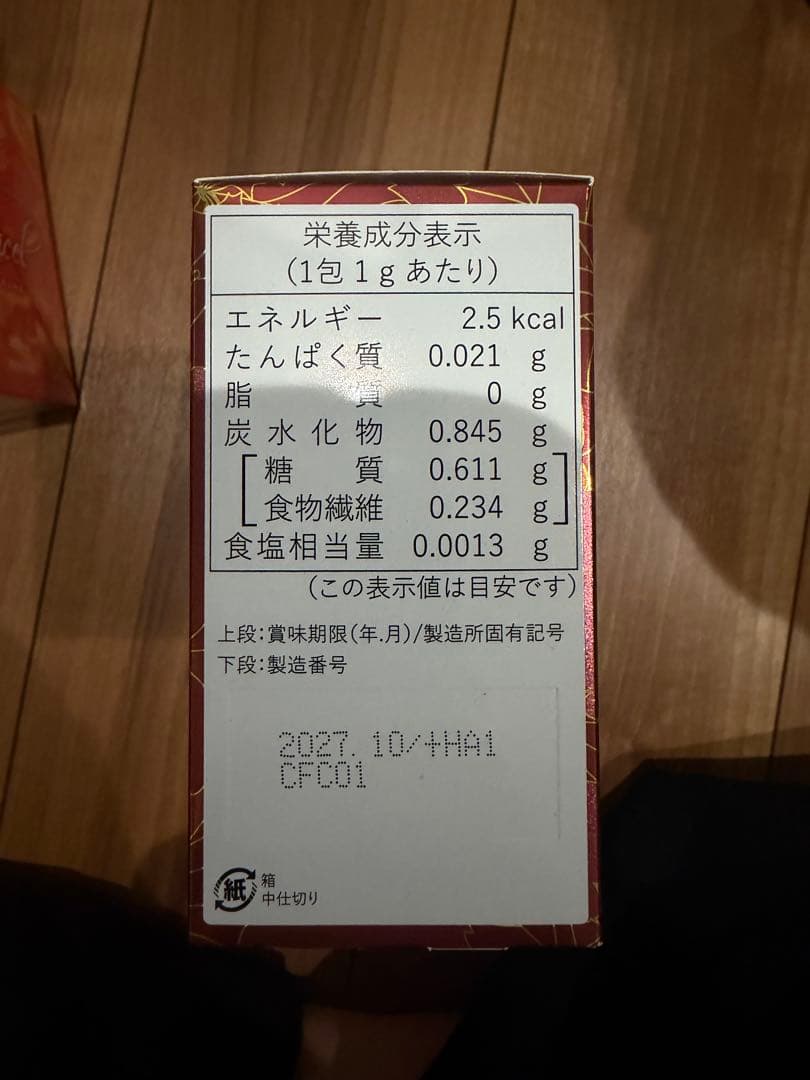 栄養成分表示
(1包 1 g あたり)
エネルギー 2.5 kcal
たんぱく質 0.021 g
脂質 0 g
炭水化物 0.845 g
糖質 0.611 g
食物繊維 0.234 g
食塩相当量 0.0013 g
(この表示値は目安です)
上段:賞味期限(年.月)/製造所固有記号
下段:製造番号
2027. 10/+HA1
CFC01
紙
箱
中仕切り